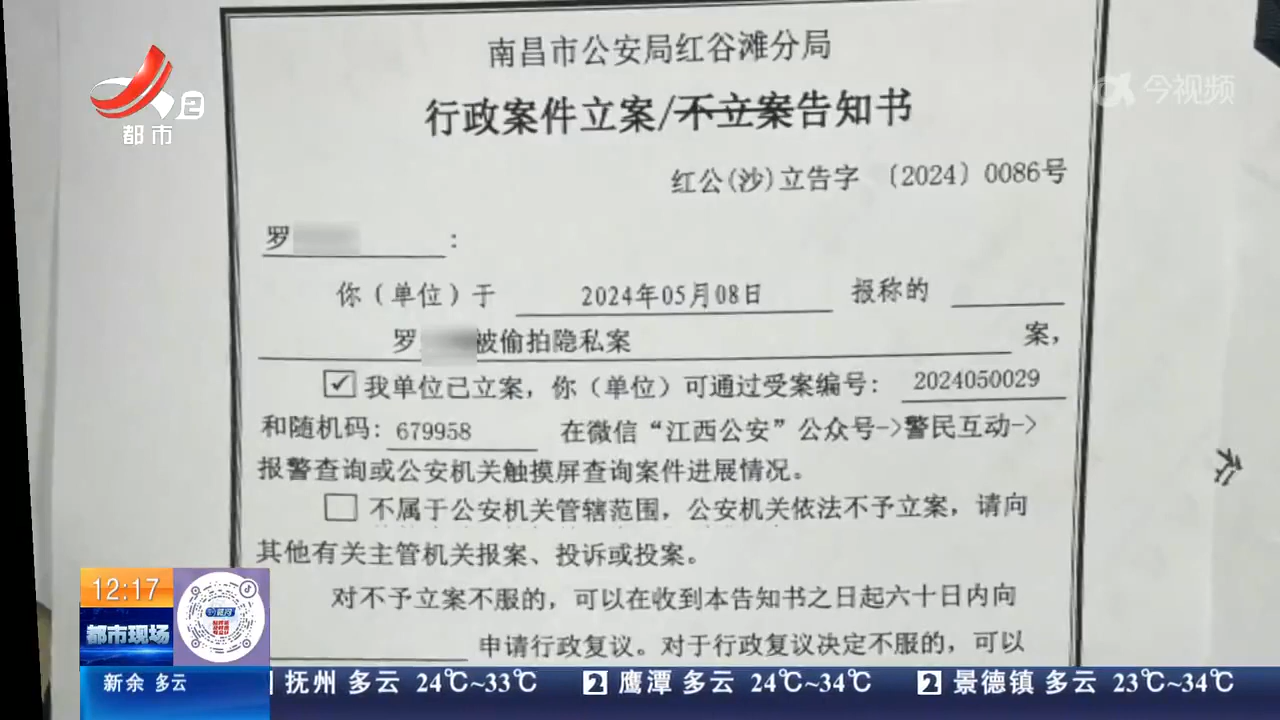 南昌市公安局红谷滩分局
行政案件立案/不立案告知书
红公(沙)立告字 〔2024〕0086号
罗 :
你（单位）于 2024年05月08日 报称的
罗 被偷拍隐私案 案，
☑ 我单位已立案，你（单位）可通过受案编号: 2024050029
和随机码: 679958 在微信“江西公安”公众号->警民互动->
报警查询或公安机关触摸屏查询案件进展情况。
□ 不属于公安机关管辖范围，公安机关依法不予立案，请向
其他有关主管机关报案、投诉或投案。
对不予立案不服的，可以在收到本告知书之日起六十日内向
申请行政复议。对于行政复议决定不服的，可以
2
都市
今视频
12:17
都市现场
新余 多云
抚州 多云 24℃~33℃ 2 鹰潭 多云 24℃~34℃ 2 景德镇 多云 23℃~34℃